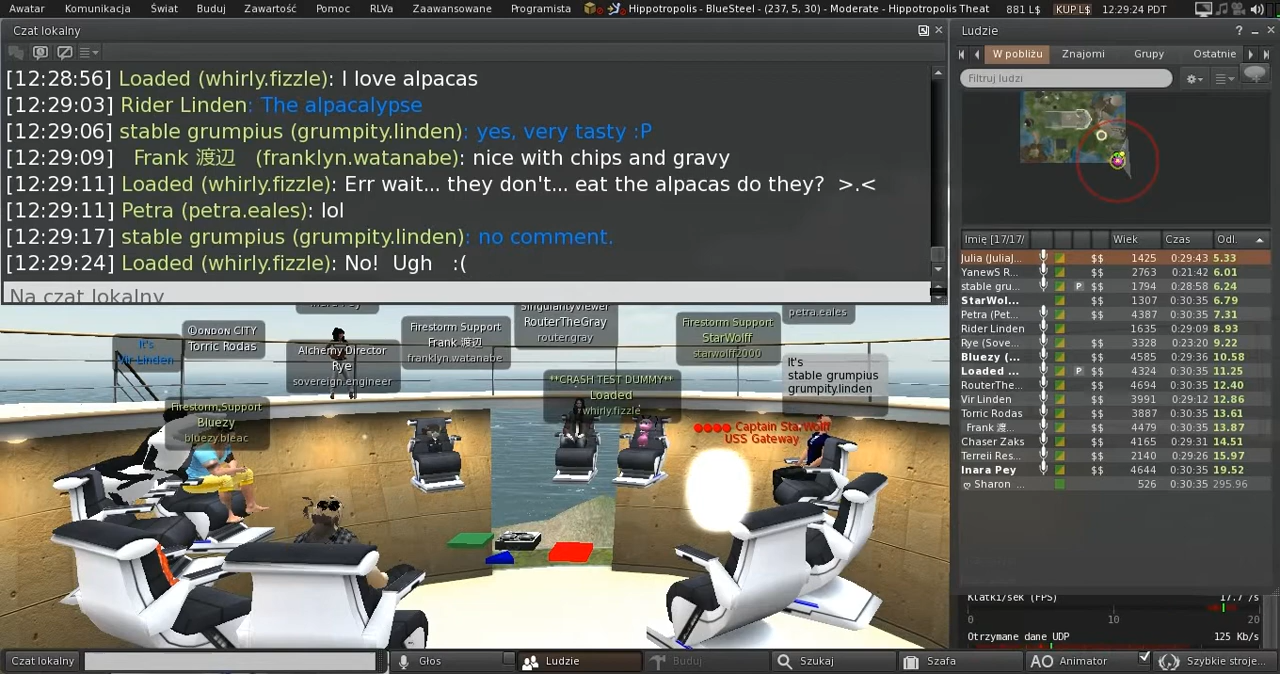 Awatar Komunikacja Świat Buduj Zawartość Pomoc RLVa Zaawansowane Programista Hippotropolis - BlueSteel - (237, 5, 30) - Moderate - Hippotropolis Theat 881 L$ KUP L$ 12:29:24 PDT
Czat lokalny
[12:28:56] Loaded (whirly.fizzle): I love alpacas
[12:29:03] Rider Linden: The alpacalypse
[12:29:06] stable grumpius (grumpity.linden): yes, very tasty :P
[12:29:09] Frank 渡辺 (franklyn.watanabe): nice with chips and gravy
[12:29:11] Loaded (whirly.fizzle): Err wait... they don't... eat the alpacas do they? >.<
[12:29:11] Petra (petra.eales): lol
[12:29:17] stable grumpius (grumpity.linden): no comment.
[12:29:24] Loaded (whirly.fizzle): No! Ugh :(
Na czat lokalny
Ludzie
W pobliżu Znajomi Grupy Ostatnie
Filtruj ludzi
Imię [17/17/ Wiek Czas Odl.
Julia (JuliaJ... $$ 1425 0:29:43 5.33
YanewS R... $$ 2763 0:21:42 6.01
stable gru... P $$ 1794 0:28:58 6.24
StarWol... $$ 1307 0:30:35 6.79
Petra (Pet... $$ 4387 0:30:35 7.31
Rider Linden 1635 0:29:09 8.93
Rye (Sove... $$ 3328 0:23:20 9.22
Bluezy (... $$ 4585 0:29:36 10.58
Loaded ... P $$ 4324 0:30:35 11.25
RouterThe... $$ 4694 0:30:35 12.40
Vir Linden $$ 3991 0:29:12 12.86
Torric Rodas $$ 3887 0:30:35 13.61
Frank 渡... $$ 4479 0:30:35 13.87
Chaser Zaks $$ 4165 0:29:31 14.51
Terreii Res... $$ 2140 0:29:26 15.97
Inara Pey $$ 4644 0:30:35 19.52
ღ Sharon ... 526 0:30:35 295.96
SingularityViewer
RouterTheGray
router.gray
petra.eales
It's
Vir Linden
©ONDON CITY
Torric Rodas
Alchemy Director
Rye
sovereign.engineer
Firestorm Support
Frank 渡辺
franklyn.watanabe
Firestorm Support
StarWolff
starwolff2000
It's
stable grumpius
grumpity.linden
**CRASH TEST DUMMY**
Loaded
whirly.fizzle
Firestorm Support
Bluezy
bluezy.bleac
Captain StarWolff
USS Gateway
Klatki/sek (FPS) 17.7 /s
0 10 20
Otrzymane dane UDP 125 Kb/s
Czat lokalny Głos Ludzie Buduj Szukaj Szafa AO Animator Szybkie stroje...